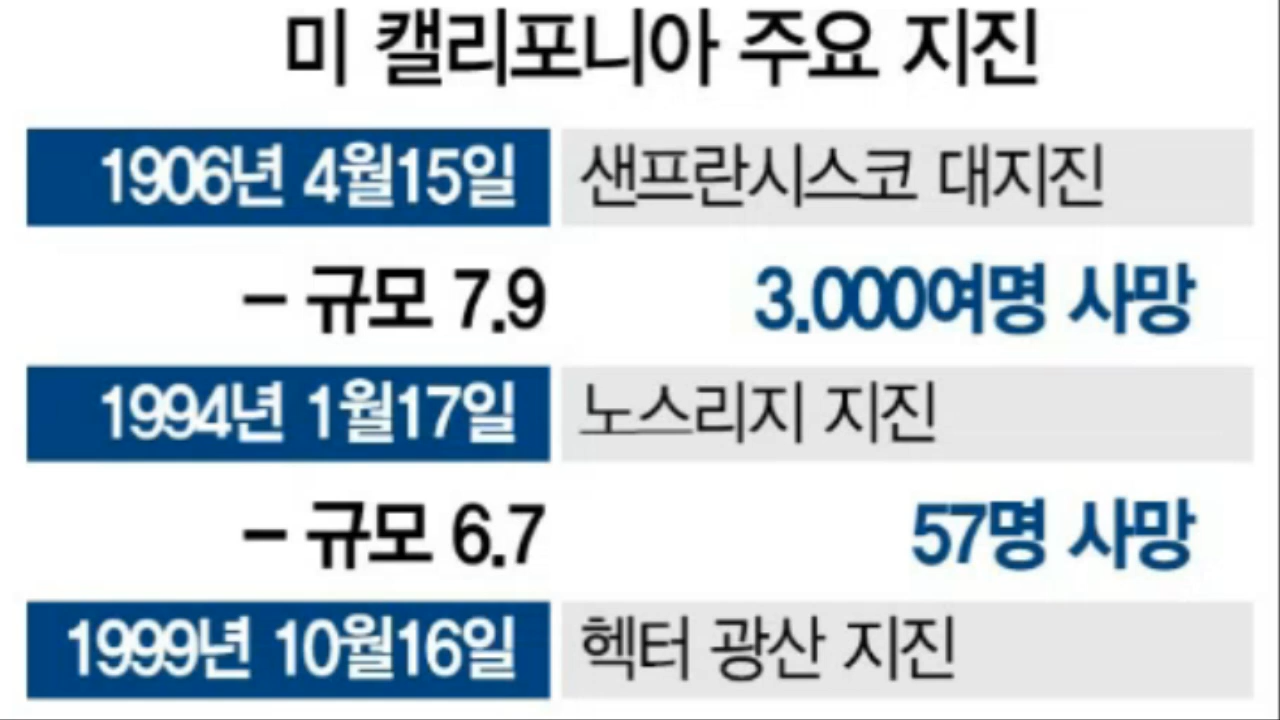 미 캘리포니아 주요 지진
1906년 4월15일 샌프란시스코 대지진
– 규모 7.9 3.000여명 사망
1994년 1월17일 노스리지 지진
– 규모 6.7 57명 사망
1999년 10월16일 헥터 광산 지진